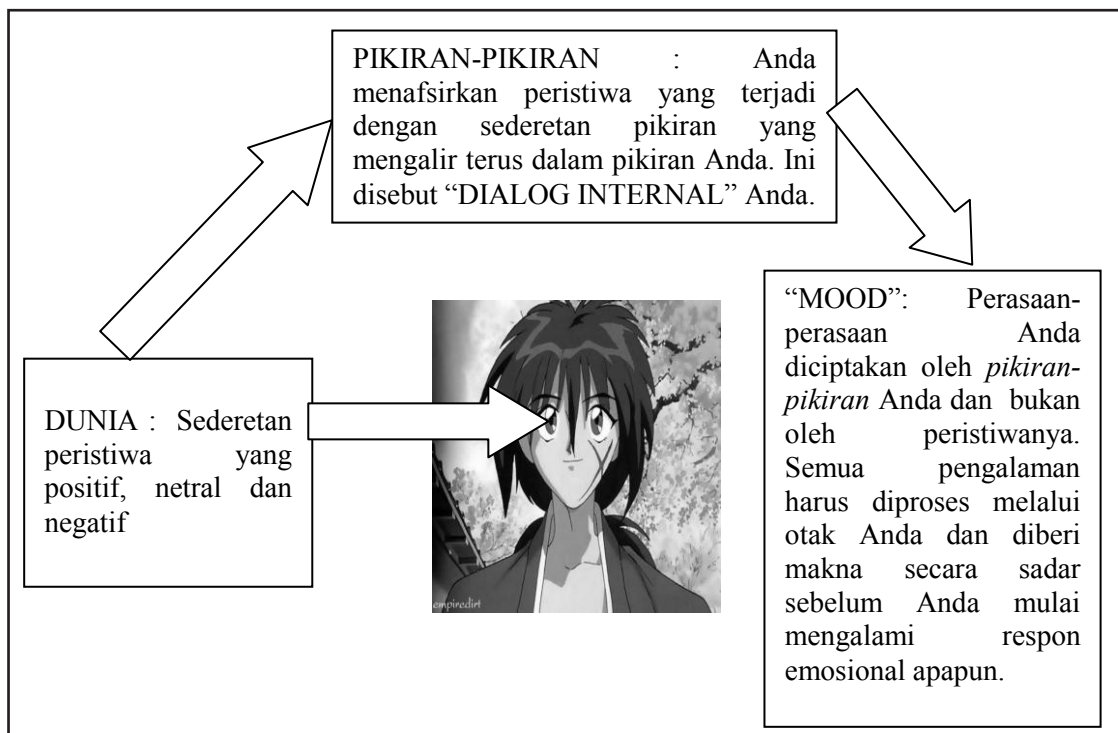 PIKIRAN-PIKIRAN : Anda
menafsirkan peristiwa yang terjadi
dengan sederetan pikiran yang
mengalir terus dalam pikiran Anda. Ini
disebut “DIALOG INTERNAL” Anda.
“MOOD”: Perasaan-
perasaan Anda
diciptakan oleh pikiran-
pikiran Anda dan bukan
oleh peristiwanya.
Semua pengalaman
harus diproses melalui
otak Anda dan diberi
makna secara sadar
sebelum Anda mulai
mengalami respon
emosional apapun.
DUNIA : Sederetan
peristiwa yang
positif, netral dan
negatif
empiredirt